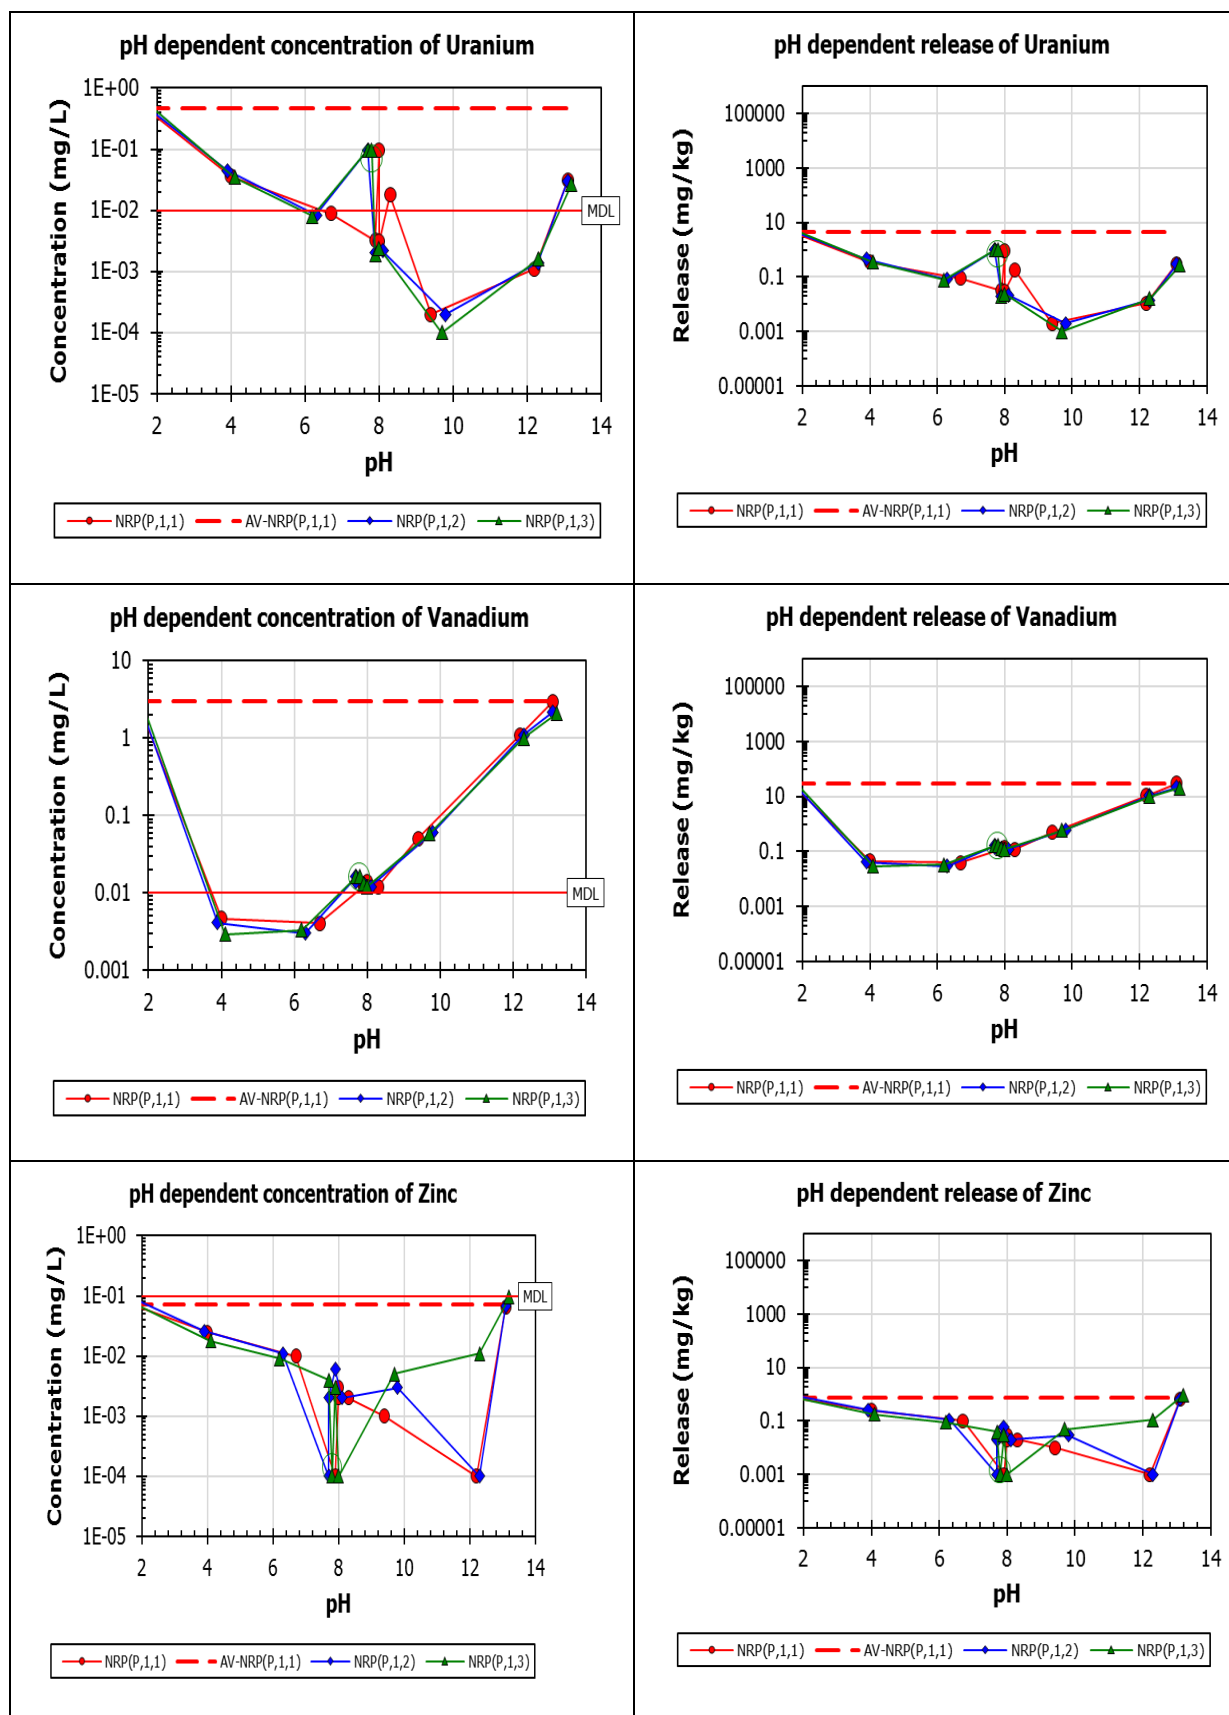 pH dependent concentration of Uranium
Concentration (mg/L)
1E+00
1E-01
1E-02
1E-03
1E-04
1E-05
MDL
2 4 6 8 10 12 14
pH
NRP(P,1,1) AV-NRP(P,1,1) NRP(P,1,2) NRP(P,1,3)
pH dependent release of Uranium
Release (mg/kg)
100000
1000
10
0.1
0.001
0.00001
2 4 6 8 10 12 14
pH
NRP(P,1,1) AV-NRP(P,1,1) NRP(P,1,2) NRP(P,1,3)
pH dependent concentration of Vanadium
Concentration (mg/L)
10
1
0.1
0.01
0.001
MDL
2 4 6 8 10 12 14
pH
NRP(P,1,1) AV-NRP(P,1,1) NRP(P,1,2) NRP(P,1,3)
pH dependent release of Vanadium
Release (mg/kg)
100000
1000
10
0.1
0.001
0.00001
2 4 6 8 10 12 14
pH
NRP(P,1,1) AV-NRP(P,1,1) NRP(P,1,2) NRP(P,1,3)
pH dependent concentration of Zinc
Concentration (mg/L)
1E+00
1E-01
1E-02
1E-03
1E-04
1E-05
MDL
2 4 6 8 10 12 14
pH
NRP(P,1,1) AV-NRP(P,1,1) NRP(P,1,2) NRP(P,1,3)
pH dependent release of Zinc
Release (mg/kg)
100000
1000
10
0.1
0.001
0.00001
2 4 6 8 10 12 14
pH
NRP(P,1,1) AV-NRP(P,1,1) NRP(P,1,2) NRP(P,1,3)